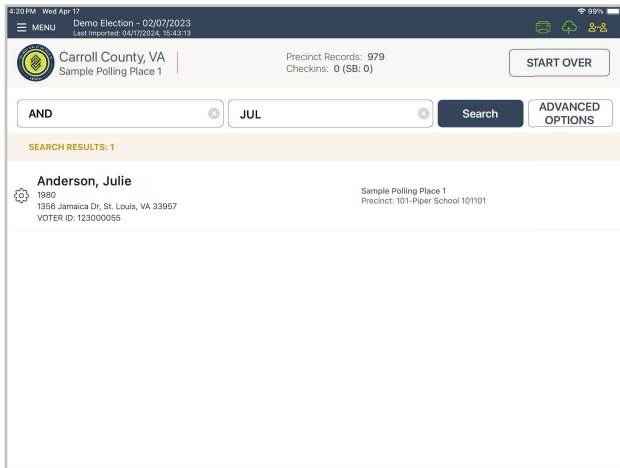 4:20 PM Wed Apr 17
99%
MENU
Demo Election - 02/07/2023
Last Imported: 04/17/2024, 15:43:13
Carroll County, VA
Sample Polling Place 1
Precinct Records: 979
Checkins: 0 (SB: 0)
START OVER
AND
JUL
Search
ADVANCED
OPTIONS
SEARCH RESULTS: 1
Anderson, Julie
1980
1356 Jamaica Dr, St. Louis, VA 33957
VOTER ID: 123000055
Sample Polling Place 1
Precinct: 101-Piper School 101101